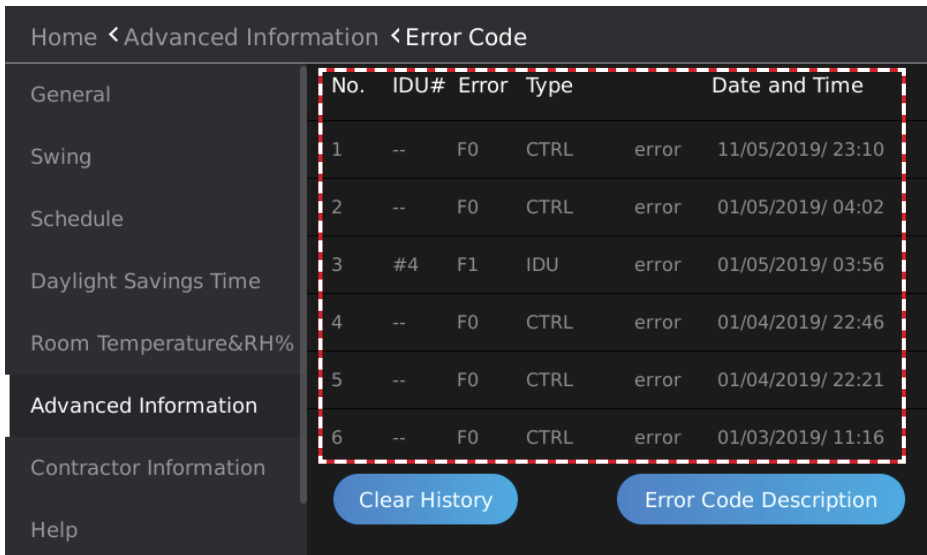 Home < Advanced Information < Error Code
General
Swing
Schedule
Daylight Savings Time
Room Temperature&RH%
Advanced Information
Contractor Information
Help
No. IDU# Error Type Date and Time
1 -- F0 CTRL error 11/05/2019/ 23:10
2 -- F0 CTRL error 01/05/2019/ 04:02
3 #4 F1 IDU error 01/05/2019/ 03:56
4 -- F0 CTRL error 01/04/2019/ 22:46
5 -- F0 CTRL error 01/04/2019/ 22:21
6 -- F0 CTRL error 01/03/2019/ 11:16
Clear History
Error Code Description